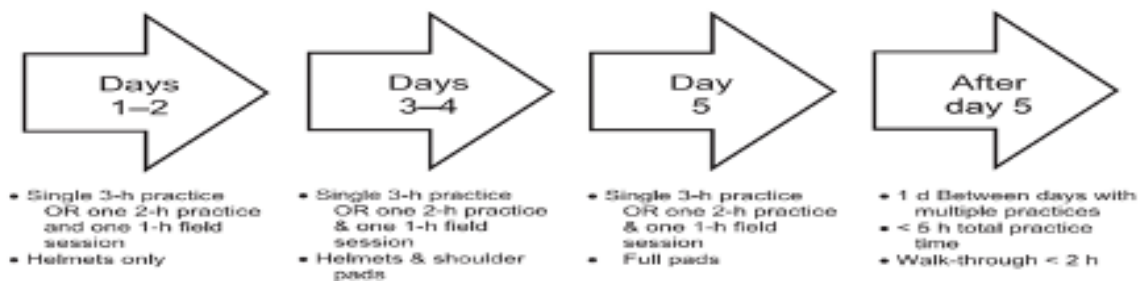 Days
1–2
Days
3–4
Day
5
After
day 5
• Single 3-h practice
OR one 2-h practice
and one 1-h field
session
• Helmets only
• Single 3-h practice
OR one 2-h practice
& one 1-h field
session
• Helmets & shoulder
pads
• Single 3-h practice
OR one 2-h practice
& one 1-h field
session
• Full pads
• 1 d Between days with
multiple practices
• < 5 h total practice
time
• Walk-through < 2 h